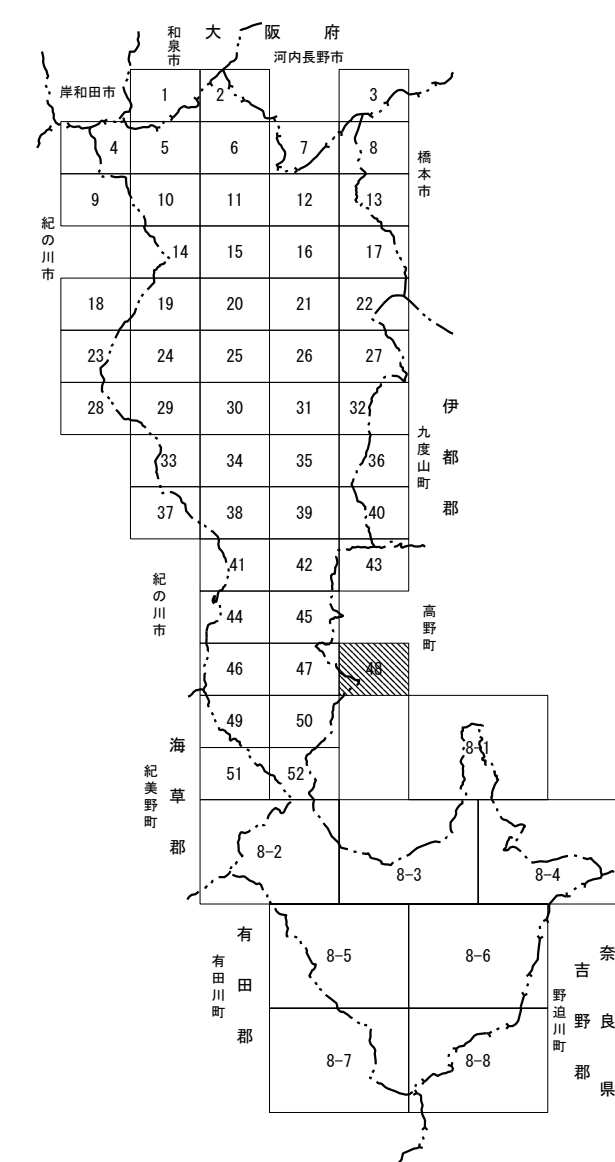 大阪府
和泉市
河内長野市
岸和田市
1 2 3
4 5 6 7 8
橋本市
9 10 11 12 13
紀の川市
14 15 16 17
18 19 20 21 22
23 24 25 26 27
28 29 30 31 32
伊都郡
九度山町
33 34 35 36
37 38 39 40
41 42 43
紀の川市
44 45
高野町
46 47 48
49 50
海草郡
紀美野町
8-1
51 52
8-2 8-3 8-4
有田郡
有田川町
8-5 8-6
奈良県
吉野郡
野迫川町
8-7 8-8